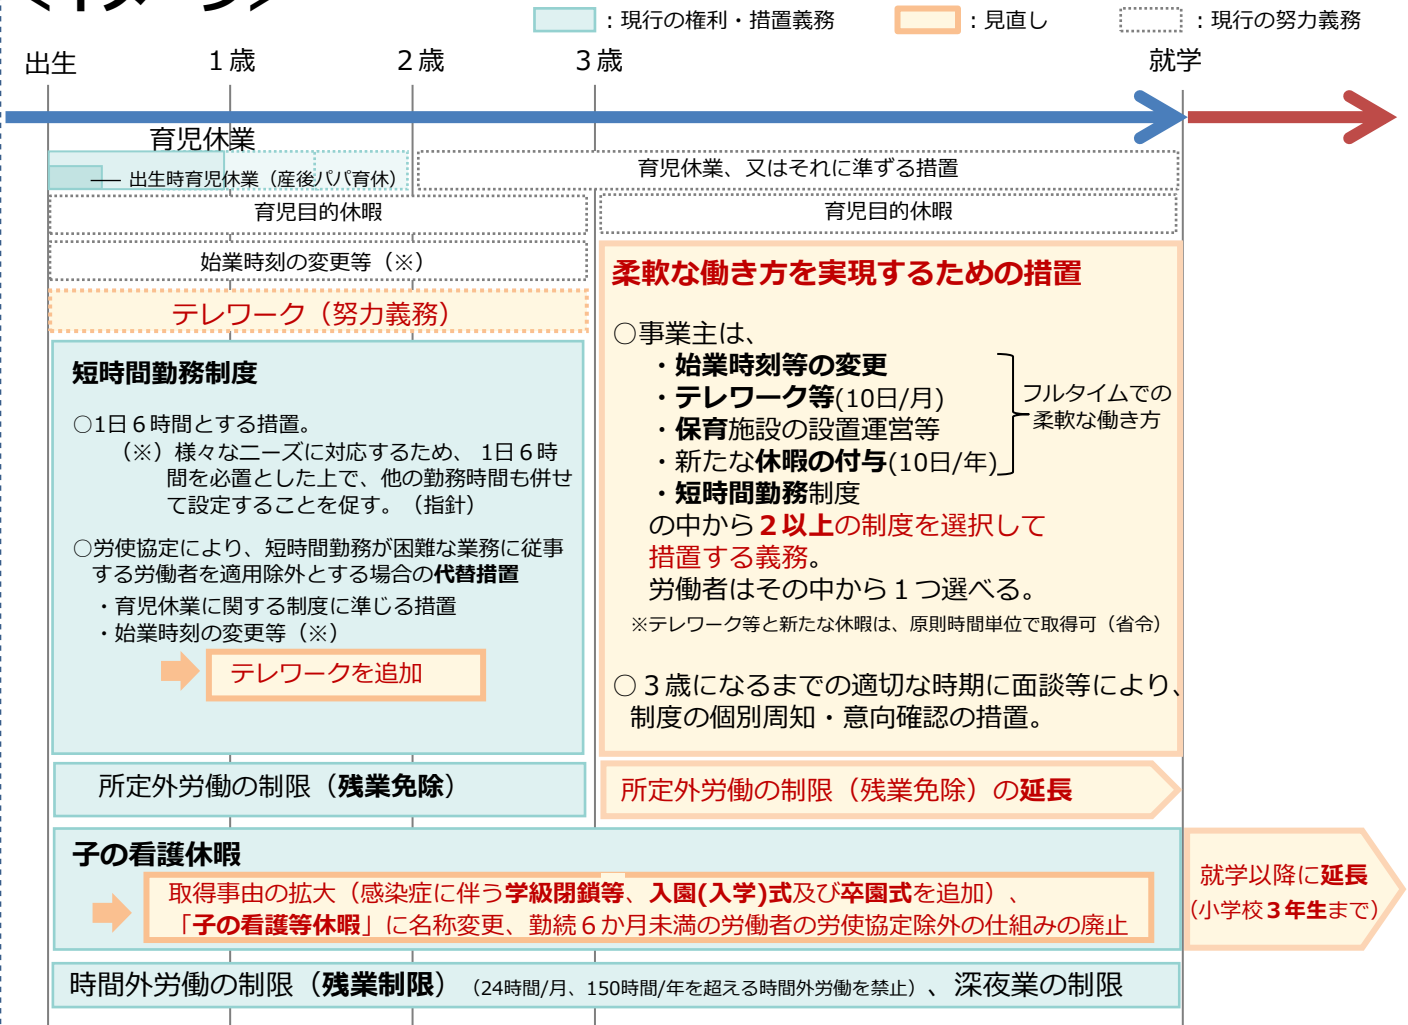 ＜イメージ＞
：現行の権利・措置義務
：見直し
：現行の努力義務
出生
１歳
２歳
３歳
就学
育児休業
出生時育児休業（産後パパ育休）
育児休業、又はそれに準ずる措置
育児目的休暇
育児目的休暇
始業時刻の変更等（※）
テレワーク（努力義務）
短時間勤務制度
○1日６時間とする措置。
（※）様々なニーズに対応するため、 1日６時
間を必置とした上で、他の勤務時間も併せ
て設定することを促す。（指針）
○労使協定により、短時間勤務が困難な業務に従事
する労働者を適用除外とする場合の代替措置
・育児休業に関する制度に準じる措置
・始業時刻の変更等（※）
テレワークを追加
柔軟な働き方を実現するための措置
○事業主は、
・始業時刻等の変更
・テレワーク等(10日/月)
・保育施設の設置運営等
・新たな休暇の付与(10日/年)
・短時間勤務制度
フルタイムでの
柔軟な働き方
の中から２以上の制度を選択して
措置する義務。
労働者はその中から１つ選べる。
※テレワーク等と新たな休暇は、原則時間単位で取得可（省令）
○３歳になるまでの適切な時期に面談等により、
制度の個別周知・意向確認の措置。
所定外労働の制限（残業免除）
所定外労働の制限（残業免除）の延長
子の看護休暇
取得事由の拡大（感染症に伴う学級閉鎖等、入園(入学)式及び卒園式を追加）、
「子の看護等休暇」に名称変更、勤続６か月未満の労働者の労使協定除外の仕組みの廃止
就学以降に延長
（小学校３年生まで）
時間外労働の制限（残業制限）（24時間/月、150時間/年を超える時間外労働を禁止）、深夜業の制限